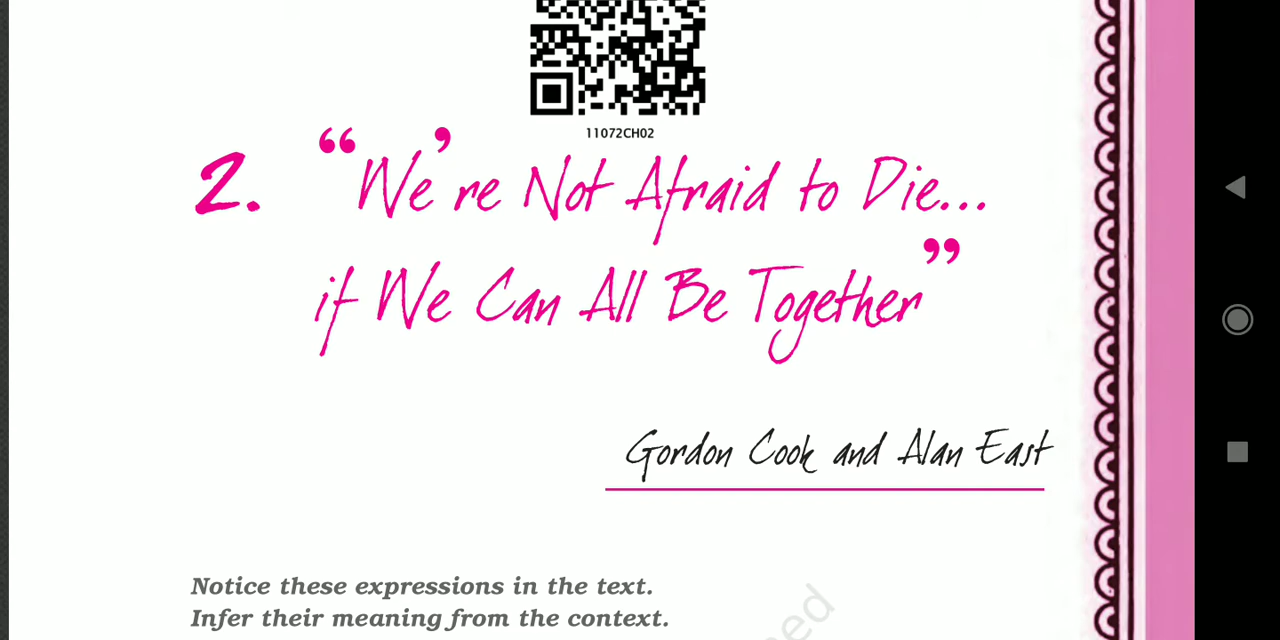 11072CH02
2. “We’re Not Afraid to Die...
if We Can All Be Together”
Gordon Cook and Alan East
Notice these expressions in the text.
Infer their meaning from the context.